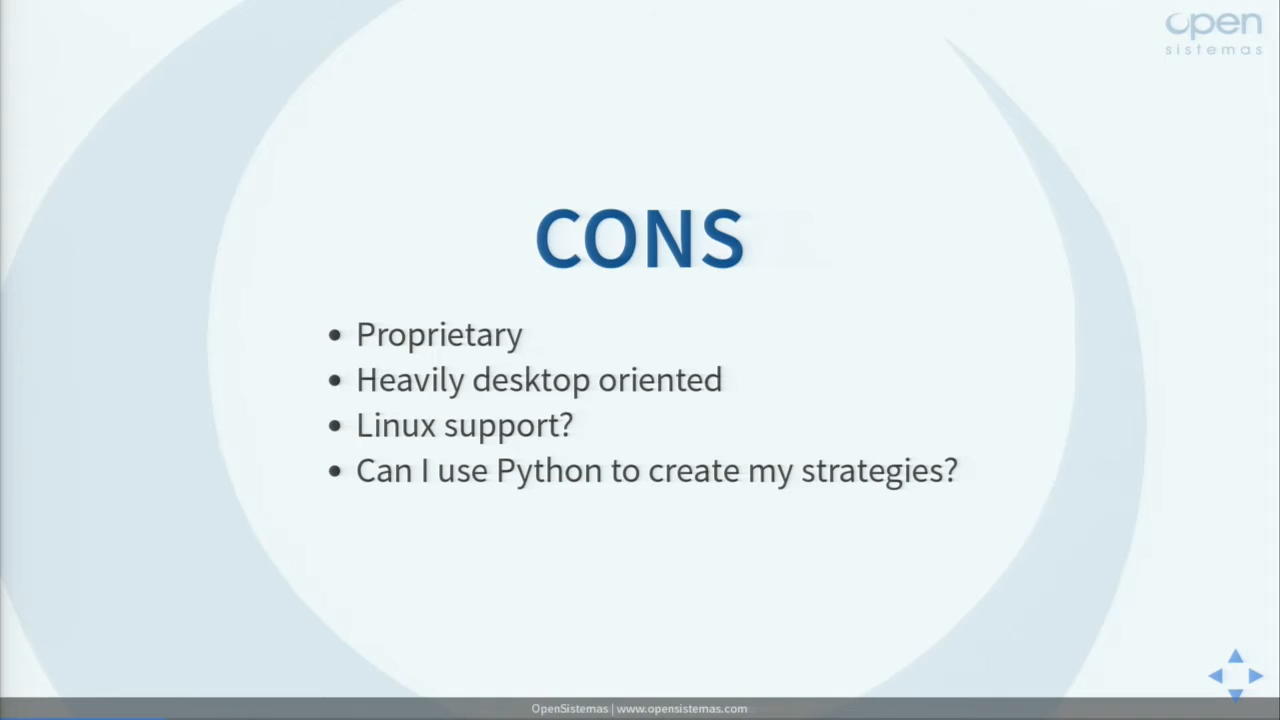 open
sistemas
CONS
• Proprietary
• Heavily desktop oriented
• Linux support?
• Can I use Python to create my strategies?
OpenSistemas | www.opensistemas.com